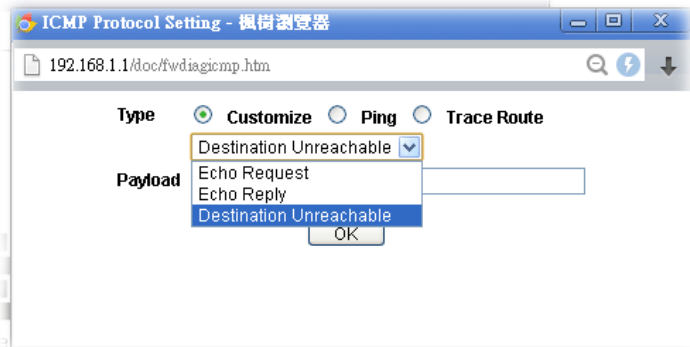 ICMP Protocol Setting - 楓樹瀏覽器
192.168.1.1/doc/fwdiagicmp.htm
Type Customize Ping Trace Route
Destination Unreachable
Payload
Echo Request
Echo Reply
Destination Unreachable
OK